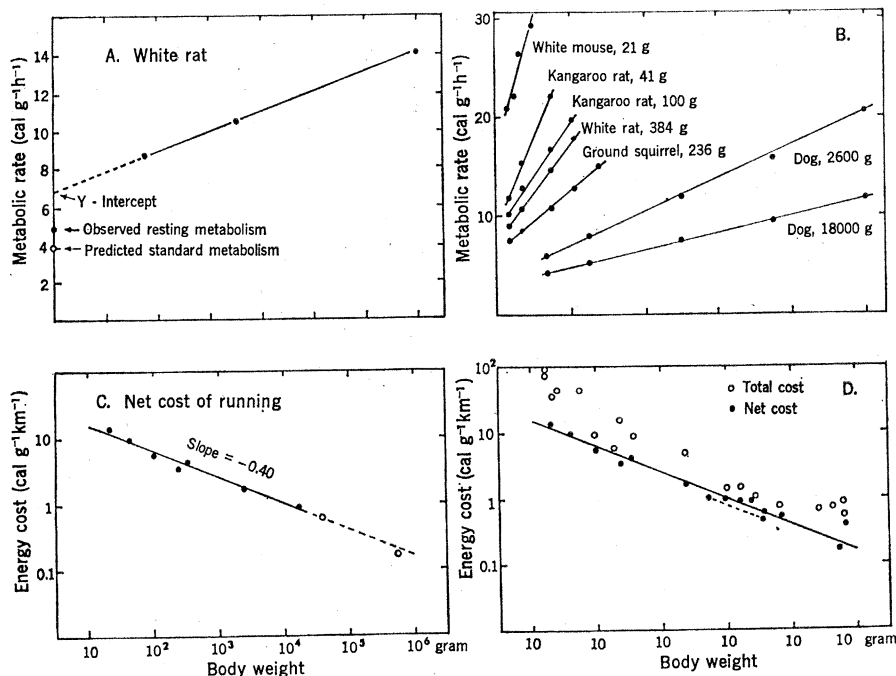 A. White rat
Metabolic rate (cal g⁻¹h⁻¹)
14
12
10
8
6
4
2
Y - Intercept
Observed resting metabolism
Predicted standard metabolism
B.
Metabolic rate (cal g⁻¹h⁻¹)
30
20
10
White mouse, 21 g
Kangaroo rat, 41 g
Kangaroo rat, 100 g
White rat, 384 g
Ground squirrel, 236 g
Dog, 2600 g
Dog, 18000 g
C. Net cost of running
Energy cost (cal g⁻¹km⁻¹)
10
1
0.1
Slope = -0.40
10 10² 10³ 10⁴ 10⁵ 10⁶ gram
Body weight
D.
Energy cost (cal g⁻¹km⁻¹)
10²
10
1
0.1
Total cost
Net cost
10 10 10 10 10 10 gram
Body weight